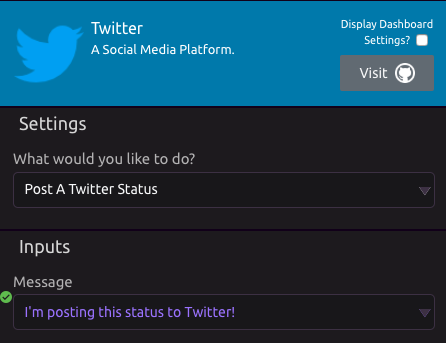 Twitter
A Social Media Platform.
Display Dashboard
Settings?
Visit
Settings
What would you like to do?
Post A Twitter Status
Inputs
Message
I'm posting this status to Twitter!